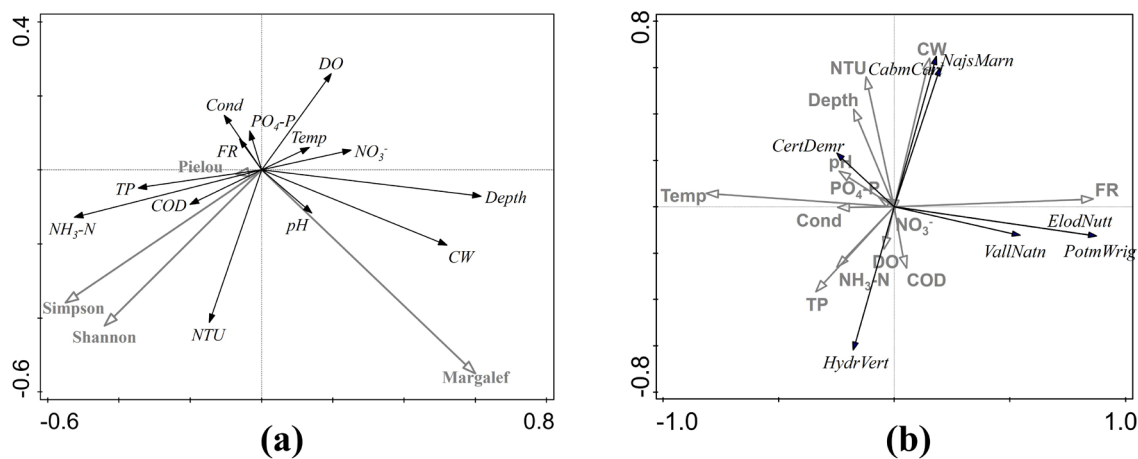 0.4
DO
Cond
PO₄-P
FR
Temp
NO₃⁻
Pielou
TP
COD
Depth
NH₃-N
pH
CW
Simpson
Shannon
NTU
Margalef
-0.6
-0.6
0.8
(a)
0.8
CW
NajsMarn
NTU
Depth
CertDemr
pH
PO₄-P
Temp
FR
Cond
NO₃⁻
ElodNutt
VallNatn
PotmWrig
DO
NH₃-N
COD
TP
HydrVert
-0.8
-1.0
1.0
(b)